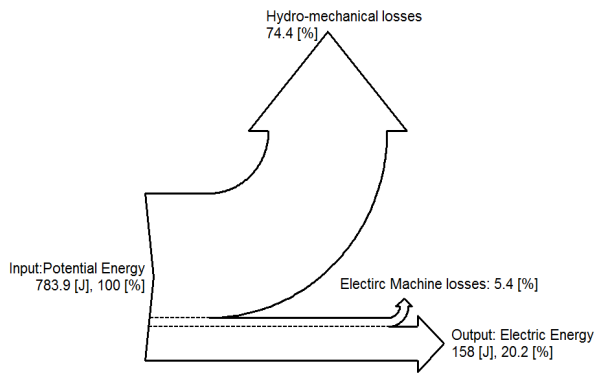 Hydro-mechanical losses
74.4 [%]
Input:Potential Energy
783.9 [J], 100 [%]
Electirc Machine losses: 5.4 [%]
Output: Electric Energy
158 [J], 20.2 [%]